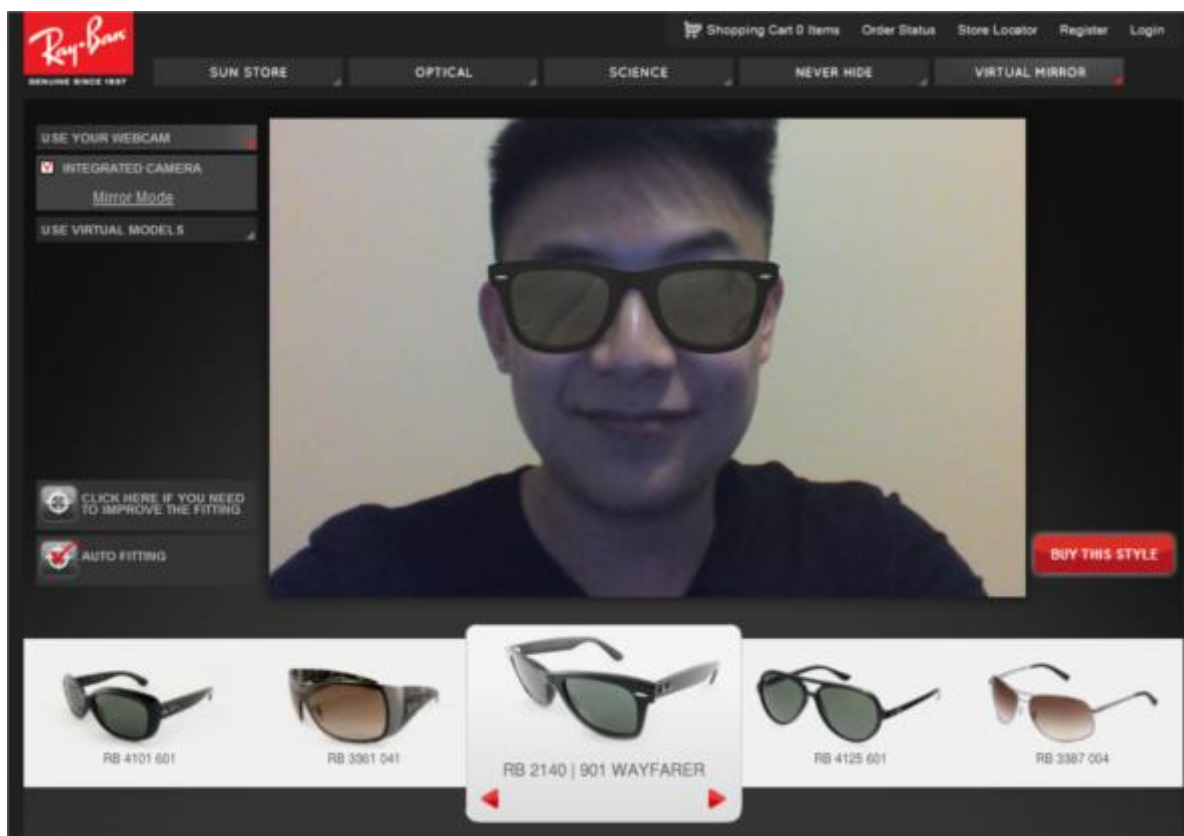 Ray-Ban
GENUINE SINCE 1937
Shopping Cart 0 Items
Order Status
Store Locator
Register
Login
SUN STORE
OPTICAL
SCIENCE
NEVER HIDE
VIRTUAL MIRROR
USE YOUR WEBCAM
INTEGRATED CAMERA
Mirror Mode
USE VIRTUAL MODELS
CLICK HERE IF YOU NEED
TO IMPROVE THE FITTING
AUTO FITTING
BUY THIS STYLE
RB 4101 601
RB 3361 041
RB 2140 | 901 WAYFARER
RB 4125 601
RB 3387 004